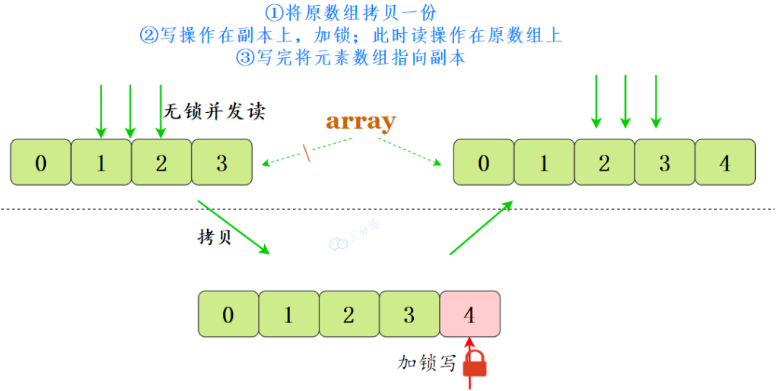 ①将原数组拷贝一份
②写操作在副本上，加锁；此时读操作在原数组上
③写完将元素数组指向副本
无锁并发读
array
0 1 2 3
0 1 2 3 4
拷贝
三分恶
0 1 2 3 4
加锁写